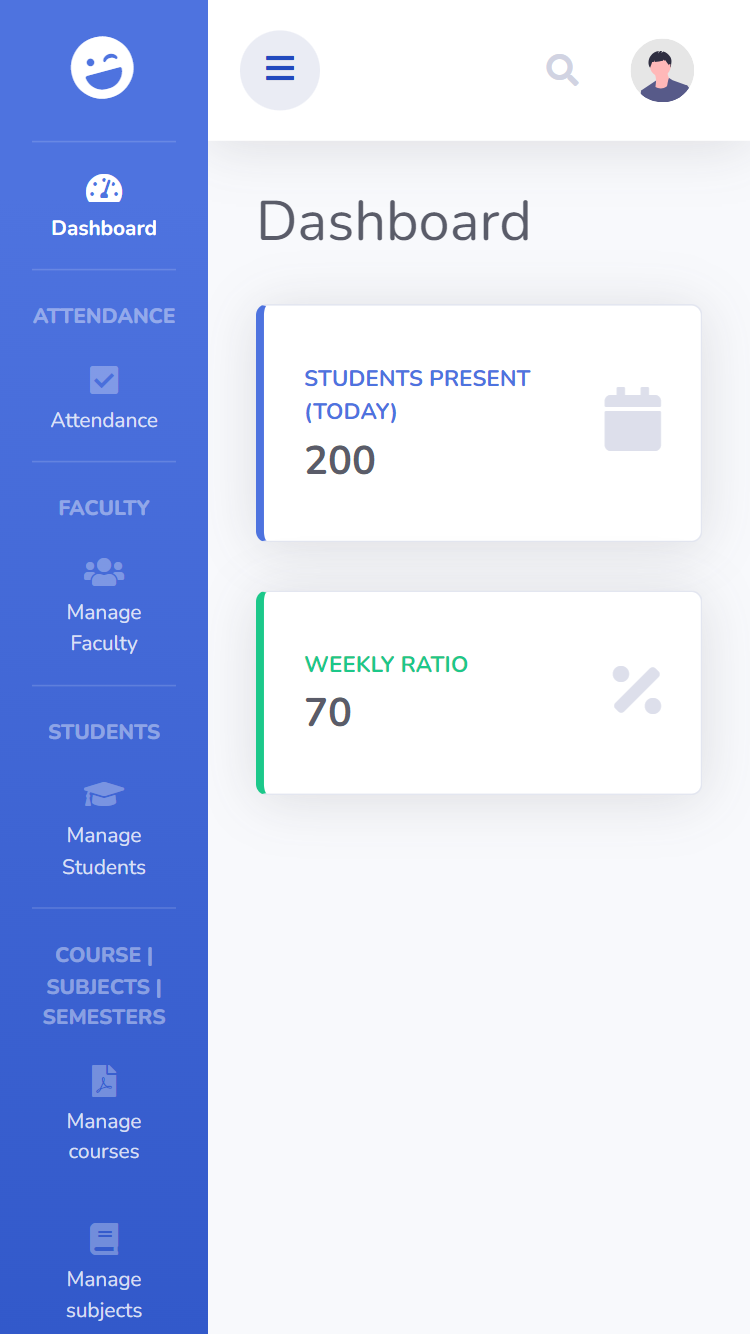 Dashboard
ATTENDANCE
Attendance
FACULTY
Manage
Faculty
STUDENTS
Manage
Students
COURSE |
SUBJECTS |
SEMESTERS
Manage
courses
Manage
subjects
Dashboard
STUDENTS PRESENT
(TODAY)
200
WEEKLY RATIO
70